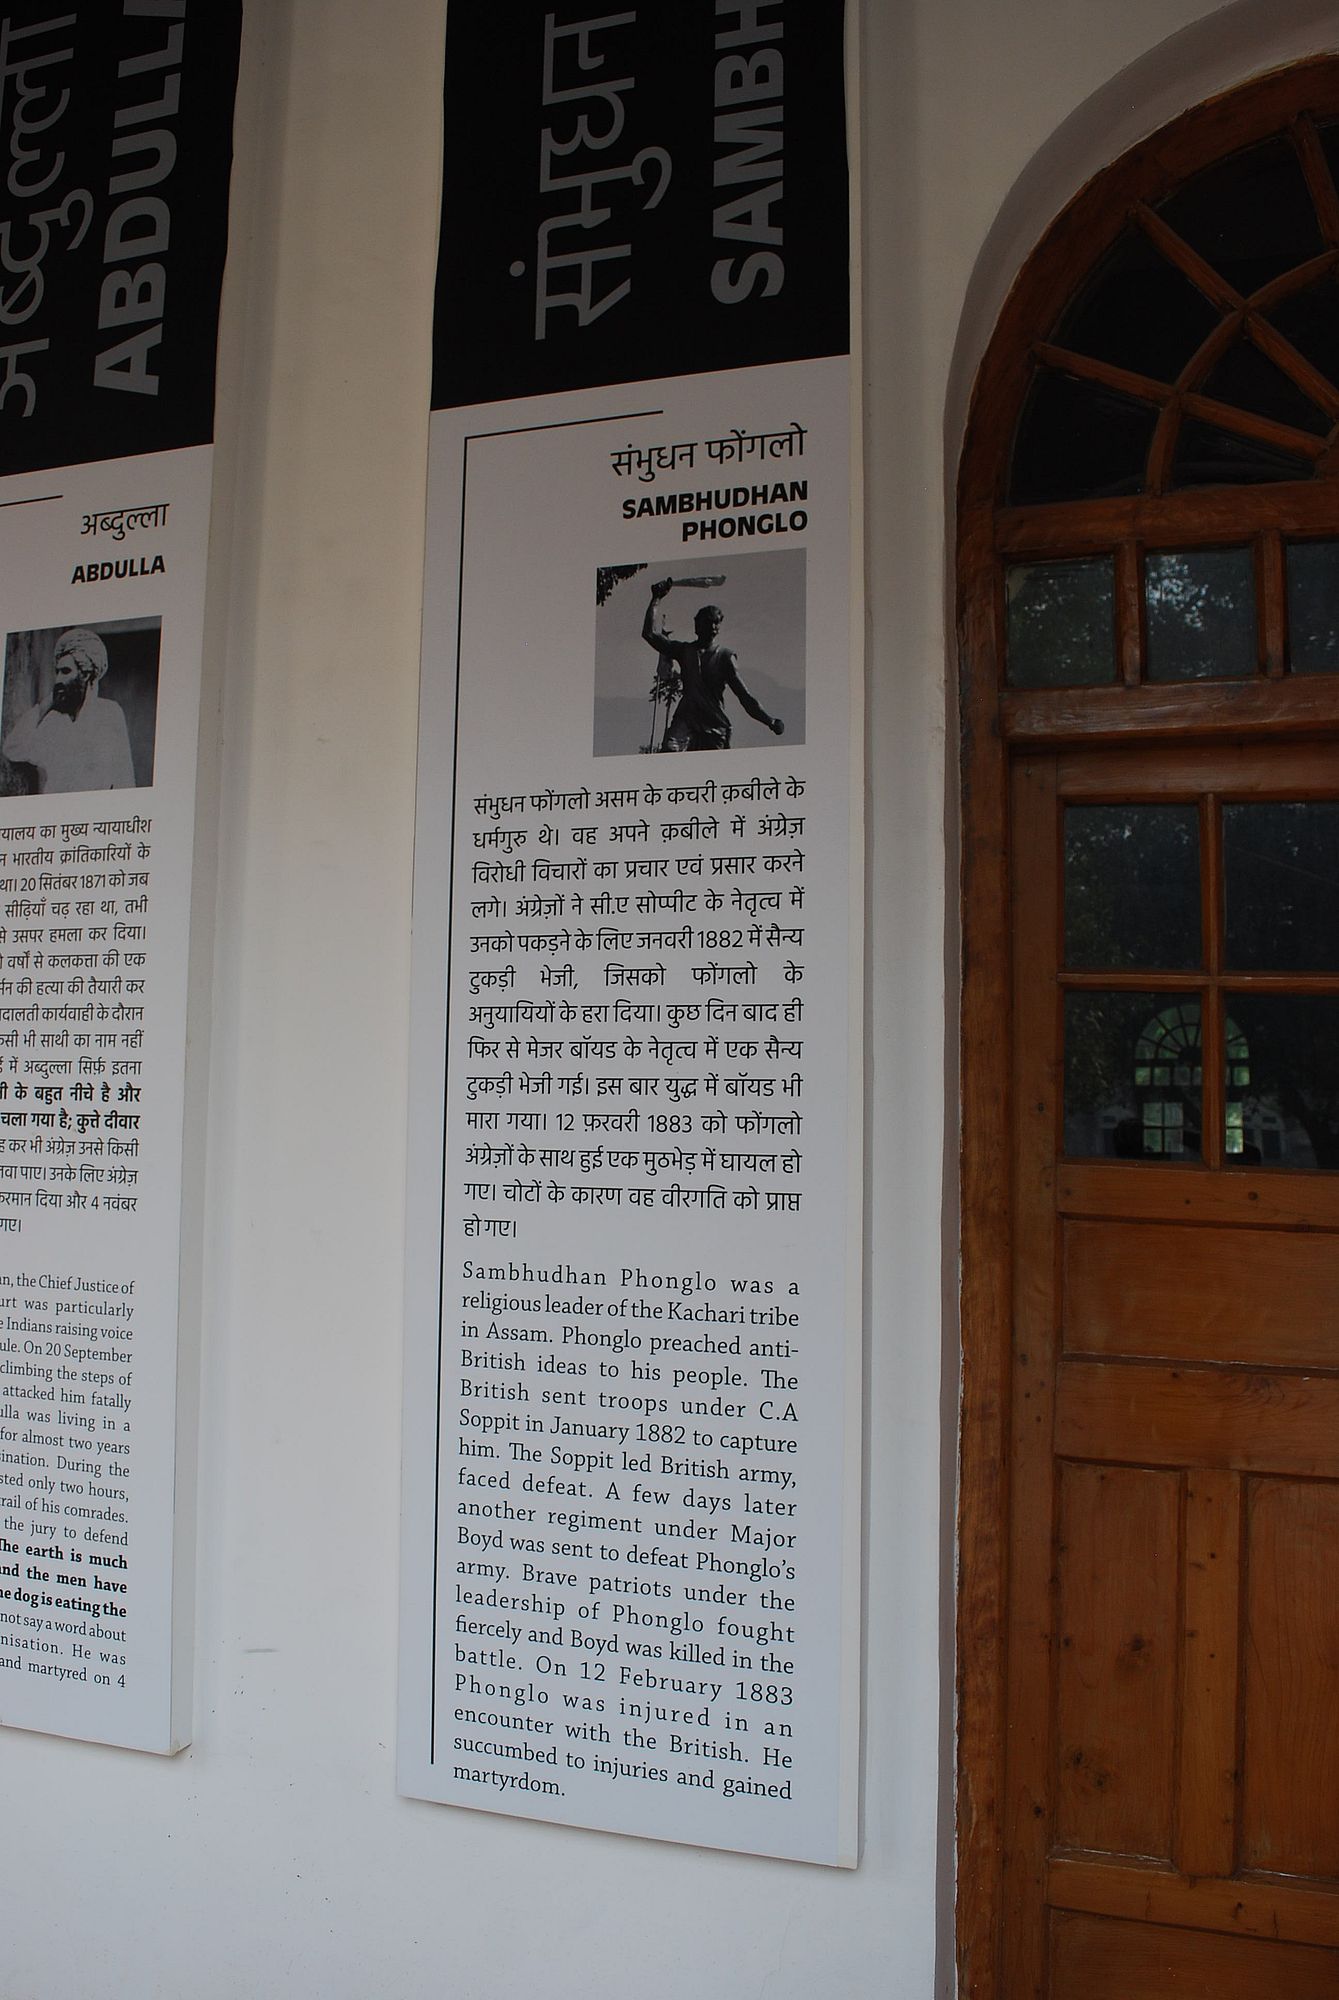 अब्दुल्ला
ABDULL
अब्दुल्ला
ABDULLA
यालय का मुख्य न्यायाधीश
न भारतीय क्रांतिकारियों के
था। 20 सितंबर 1871 को जब
सीढ़ियाँ चढ़ रहा था, तभी
से उसपर हमला कर दिया।
वर्षों से कलकत्ता की एक
र्मन की हत्या की तैयारी कर
दालती कार्यवाही के दौरान
कसी भी साथी का नाम नहीं
में अब्दुल्ला सिर्फ़ इतना
ी के बहुत नीचे है और
चला गया है; कुत्ते दीवार
ह कर भी अंग्रेज़ उनसे किसी
लवा पाए। उनके लिए अंग्रेज़
फरमान दिया और 4 नवंबर
गए।
an, the Chief Justice of
urt was particularly
e Indians raising voice
ule. On 20 September
climbing the steps of
attacked him fatally
ulla was living in a
for almost two years
sination. During the
sted only two hours,
rail of his comrades.
the jury to defend
The earth is much
and the men have
he dog is eating the
not say a word about
nisation. He was
and martyred on 4
संभुधन
SAMBH
संभुधन फोंगलो
SAMBHUDHAN
PHONGLO
संभुधन फोंगलो असम के कचरी क़बीले के
धर्मगुरु थे। वह अपने क़बीले में अंग्रेज़
विरोधी विचारों का प्रचार एवं प्रसार करने
लगे। अंग्रेज़ों ने सी.ए सोप्पीट के नेतृत्व में
उनको पकड़ने के लिए जनवरी 1882 में सैन्य
टुकड़ी भेजी, जिसको फोंगलो के
अनुयायियों के हरा दिया। कुछ दिन बाद ही
फिर से मेजर बॉयड के नेतृत्व में एक सैन्य
टुकड़ी भेजी गई। इस बार युद्ध में बॉयड भी
मारा गया। 12 फ़रवरी 1883 को फोंगलो
अंग्रेज़ों के साथ हुई एक मुठभेड़ में घायल हो
गए। चोटों के कारण वह वीरगति को प्राप्त
हो गए।
Sambhudhan Phonglo was a
religious leader of the Kachari tribe
in Assam. Phonglo preached anti-
British ideas to his people. The
British sent troops under C.A
Soppit in January 1882 to capture
him. The Soppit led British army,
faced defeat. A few days later
another regiment under Major
Boyd was sent to defeat Phonglo's
army. Brave patriots under the
leadership of Phonglo fought
fiercely and Boyd was killed in the
battle. On 12 February 1883
Phonglo was injured in an
encounter with the British. He
succumbed to injuries and gained
martyrdom.